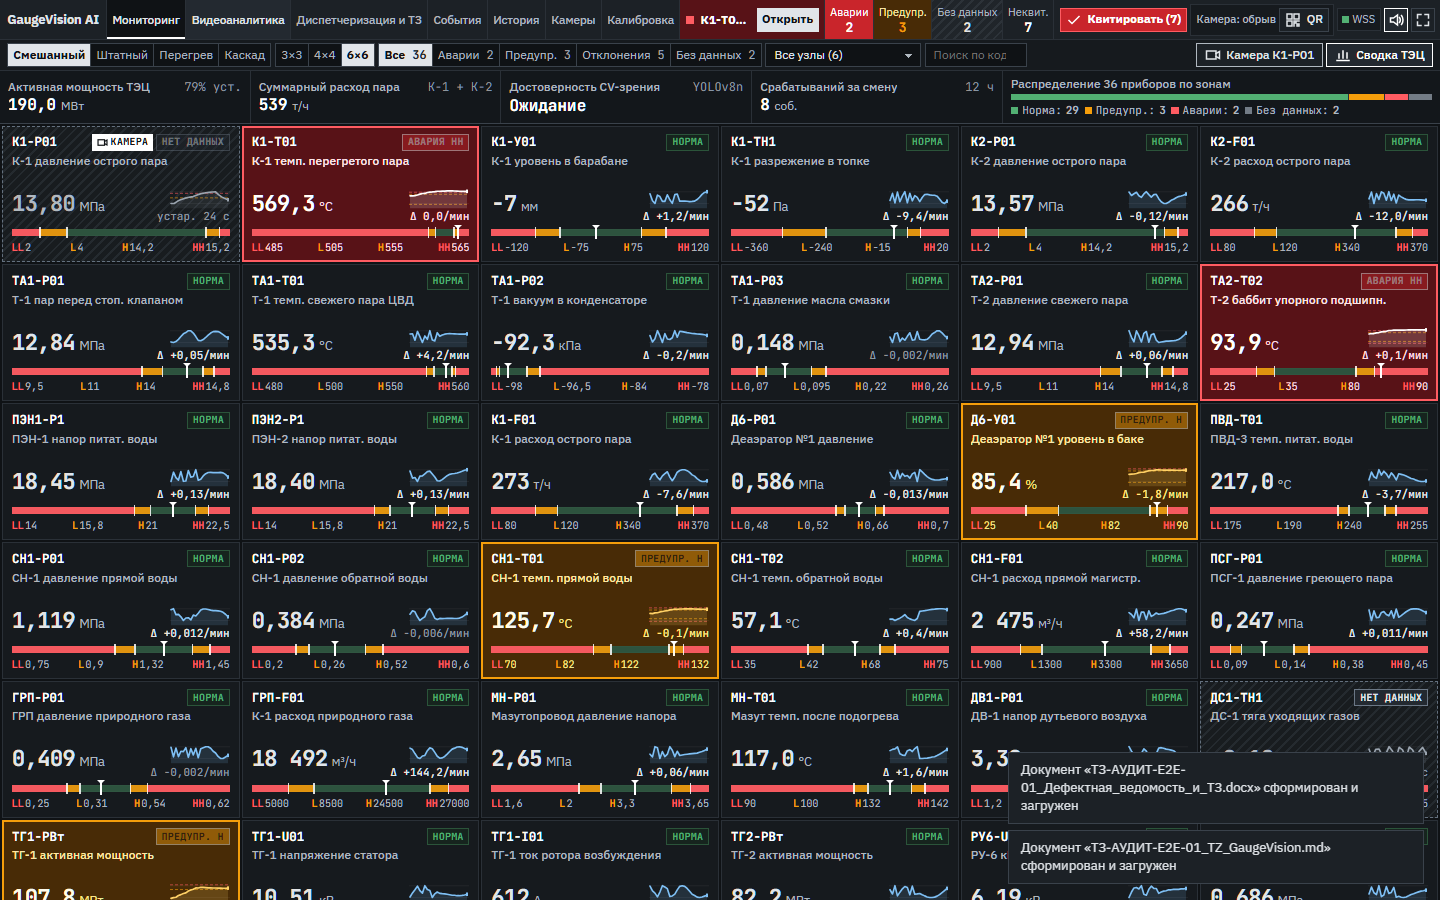 GaugeVision AI
Мониторинг
Видеоаналитика
Диспетчеризация и ТЗ
События
История
Камеры
Калибровка
К1-Т0...
Открыть
Аварии 2
Предупр. 3
Без данных 2
Неквит. 7
Квитировать (7)
Камера: обрыв
QR
WSS
Смешанный Штатный Перегрев Каскад
3×3 4×4 6×6
Все 36 Аварии 2 Предупр. 3 Отклонения 5 Без данных 2
Все узлы (6)
Поиск по код
Камера К1-Р01
Сводка ТЭЦ
Активная мощность ТЭЦ 79% уст.
190,0 МВт
Суммарный расход пара К-1 + К-2
539 т/ч
Достоверность CV-зрения YOLOv8n
Ожидание
Срабатываний за смену 12 ч
8 соб.
Распределение 36 приборов по зонам
Норма: 29 Предупр.: 3 Аварии: 2 Без данных: 2
К1-Р01 КАМЕРА НЕТ ДАННЫХ
К-1 давление острого пара
13,80 МПа
устар. 24 с
LL2 L4 H14,2 HH15,2
К1-Т01 АВАРИЯ HH
К-1 темп. перегретого пара
569,3 °C
Δ 0,0/мин
LL485 L505 H555 HH565
К1-У01 НОРМА
К-1 уровень в барабане
-7 мм
Δ +1,2/мин
LL-120 L-75 H75 HH120
К1-ТН1 НОРМА
К-1 разрежение в топке
-52 Па
Δ -9,4/мин
LL-360 L-240 H-15 HH20
К2-Р01 НОРМА
К-2 давление острого пара
13,57 МПа
Δ -0,12/мин
LL2 L4 H14,2 HH15,2
К2-F01 НОРМА
К-2 расход острого пара
266 т/ч
Δ -12,0/мин
LL80 L120 H340 HH370
ТА1-Р01 НОРМА
Т-1 пар перед стоп. клапаном
12,84 МПа
Δ +0,05/мин
LL9,5 L11 H14 HH14,8
ТА1-Т01 НОРМА
Т-1 темп. свежего пара ЦВД
535,3 °C
Δ +4,2/мин
LL480 L500 H550 HH560
ТА1-Р02 НОРМА
Т-1 вакуум в конденсаторе
-92,3 кПа
Δ -0,2/мин
LL-98 L-96,5 H-84 HH-78
ТА1-Р03 НОРМА
Т-1 давление масла смазки
0,148 МПа
Δ -0,002/мин
LL0,07 L0,095 H0,22 HH0,26
ТА2-Р01 НОРМА
Т-2 давление свежего пара
12,94 МПа
Δ +0,06/мин
LL9,5 L11 H14 HH14,8
ТА2-Т02 АВАРИЯ HH
Т-2 баббит упорного подшипн.
93,9 °C
Δ +0,1/мин
LL25 L35 H80 HH90
ПЭН1-Р1 НОРМА
ПЭН-1 напор питат. воды
18,45 МПа
Δ +0,13/мин
LL14 L15,8 H21 HH22,5
ПЭН2-Р1 НОРМА
ПЭН-2 напор питат. воды
18,40 МПа
Δ +0,13/мин
LL14 L15,8 H21 HH22,5
К1-F01 НОРМА
К-1 расход острого пара
273 т/ч
Δ -7,6/мин
LL80 L120 H340 HH370
Д6-Р01 НОРМА
Деаэратор №1 давление
0,586 МПа
Δ -0,013/мин
LL0,48 L0,52 H0,66 HH0,7
Д6-У01 ПРЕДУПР. H
Деаэратор №1 уровень в баке
85,4 %
Δ -1,8/мин
LL25 L40 H82 HH90
ПВД-Т01 НОРМА
ПВД-3 темп. питат. воды
217,0 °C
Δ -3,7/мин
LL175 L190 H240 HH255
СН1-Р01 НОРМА
СН-1 давление прямой воды
1,119 МПа
Δ +0,012/мин
LL0,75 L0,9 H1,32 HH1,45
СН1-Р02 НОРМА
СН-1 давление обратной воды
0,384 МПа
Δ -0,006/мин
LL0,2 L0,26 H0,52 HH0,6
СН1-Т01 ПРЕДУПР. H
СН-1 темп. прямой воды
125,7 °C
Δ -0,1/мин
LL70 L82 H122 HH132
СН1-Т02 НОРМА
СН-1 темп. обратной воды
57,1 °C
Δ +0,4/мин
LL35 L42 H68 HH75
СН1-F01 НОРМА
СН-1 расход прямой магистр.
2 475 м³/ч
Δ +58,2/мин
LL900 L1300 H3300 HH3650
ПСГ-Р01 НОРМА
ПСГ-1 давление греющего пара
0,247 МПа
Δ +0,011/мин
LL0,09 L0,14 H0,38 HH0,45
ГРП-Р01 НОРМА
ГРП давление природного газа
0,409 МПа
Δ -0,002/мин
LL0,25 L0,31 H0,54 HH0,62
ГРП-F01 НОРМА
К-1 расход природного газа
18 492 м³/ч
Δ +144,2/мин
LL5000 L8500 H24500 HH27000
МН-Р01 НОРМА
Мазутопровод давление напора
2,65 МПа
Δ +0,06/мин
LL1,6 L2 H3,3 HH3,65
МН-Т01 НОРМА
Мазут темп. после подогрева
117,0 °C
Δ +1,6/мин
LL90 L100 H132 HH142
ДВ1-Р01 НОРМА
ДВ-1 напор дутьевого воздуха
LL1,2
ДС1-ТН1 НЕТ ДАННЫХ
ДС-1 тяга уходящих газов
ТГ1-РВт ПРЕДУПР. H
ТГ-1 активная мощность
107,8 МВт
ТГ1-U01 НОРМА
ТГ-1 напряжение статора
10,51 кВ
ТГ1-I01 НОРМА
ТГ-1 ток ротора возбуждения
612 А
ТГ2-РВт НОРМА
ТГ-2 активная мощность
82,2 МВт
РУ6-U
РУ-6 к
6,19
0,686 МПа
Документ «ТЗ-АУДИТ-E2E-
01_Дефектная_ведомость_и_ТЗ.docx» сформирован и
загружен
Документ «ТЗ-АУДИТ-E2E-01_TZ_GaugeVision.md»
сформирован и загружен